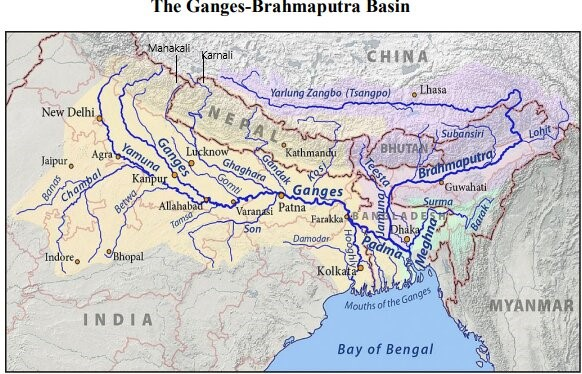 The Ganges-Brahmaputra Basin
Mahakali
Karnali
CHINA
Yarlung Zangbo (Tsangpo)
Lhasa
New Delhi
NEPAL
Subansiri
Lohit
Jaipur
Agra
Yamuna
Ganges
Lucknow
Ghaghara
Gandak
Kathmandu
Kosi
BHUTAN
Teesta
Brahmaputra
Guwahati
Banas
Chambal
Kanpur
Gomti
Ganges
Betwa
Allahabad
Varanasi
Patna
Farakka
BANGLADESH
Jamuna
Surma
Barak
Tamsa
Son
Damodar
Hooghly
Padma
Dhaka
Meghna
Indore
Bhopal
Kolkata
Mouths of the Ganges
INDIA
MYANMAR
Bay of Bengal